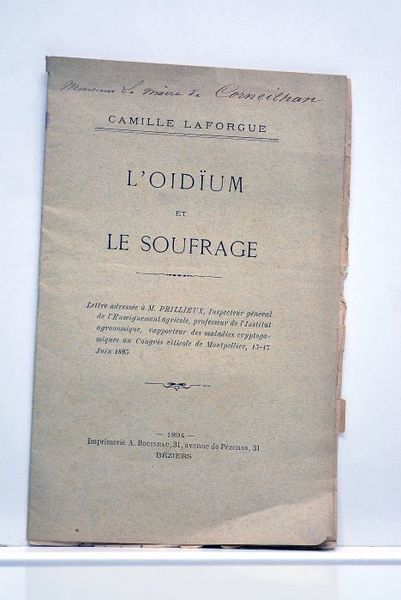 Monsieur Le Maire de Corneilhan
CAMILLE LAFORGUE
L'OIDÏUM
ET
LE SOUFRAGE
Lettre adressée à M. PRILLIEUX, Inspecteur général
de l'Enseignement agricole, professeur de l'Institut
agronomique, rapporteur des maladies cryptoga-
miques au Congrès viticole de Montpellier, 15-17
Juin 1893
— 1894 —
Imprimerie A. BOUINEAU, 31, avenue de Pézenas, 31
BÉZIERS